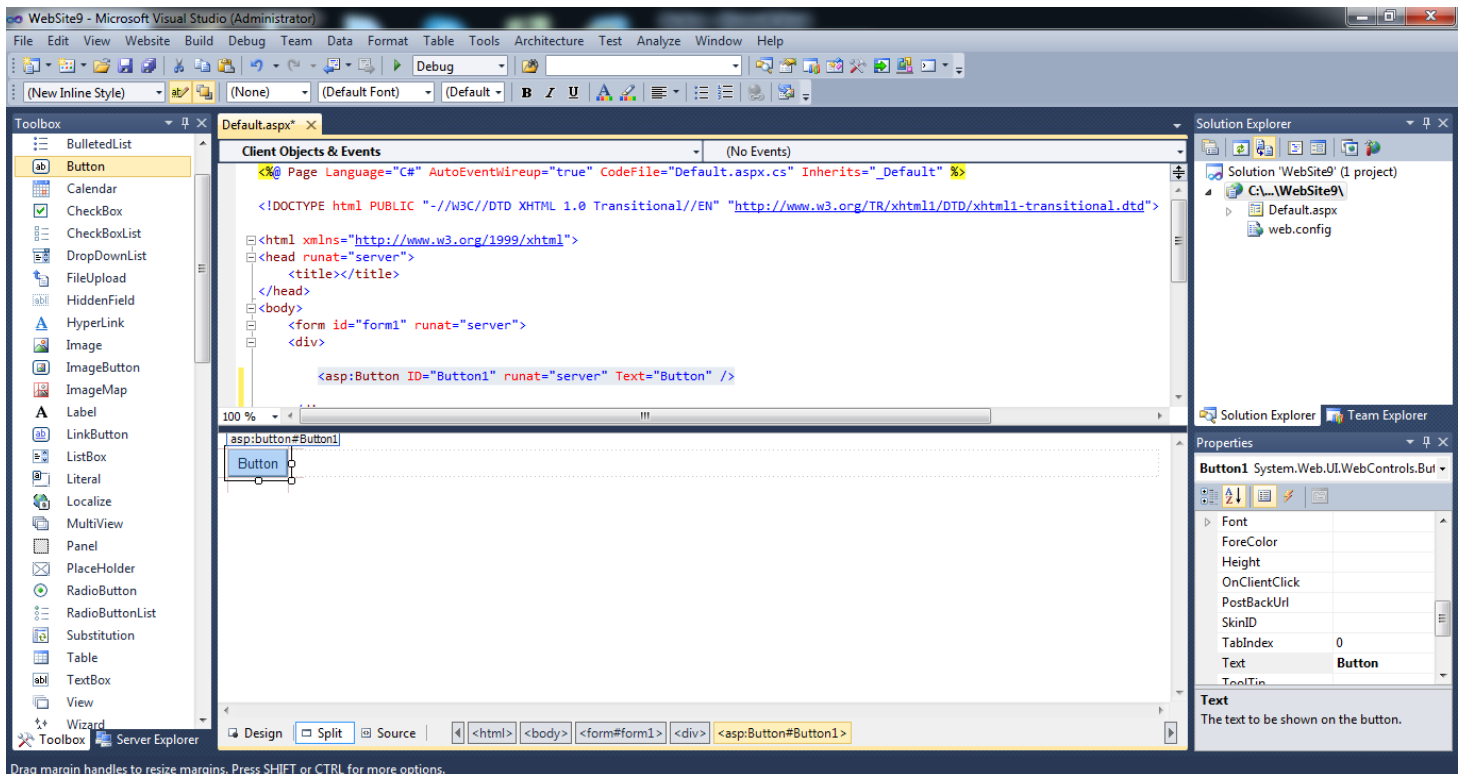 WebSite9 - Microsoft Visual Studio (Administrator)
File Edit View Website Build Debug Team Data Format Table Tools Architecture Test Analyze Window Help
Debug
(New Inline Style) (None) (Default Font) (Default B I U A
Toolbox
BulletedList
Button
Calendar
CheckBox
CheckBoxList
DropDownList
FileUpload
HiddenField
HyperLink
Image
ImageButton
ImageMap
Label
LinkButton
ListBox
Literal
Localize
MultiView
Panel
PlaceHolder
RadioButton
RadioButtonList
Substitution
Table
TextBox
View
Wizard
Toolbox Server Explorer
Default.aspx*
Client Objects & Events (No Events)
<%@ Page Language="C#" AutoEventWireup="true" CodeFile="Default.aspx.cs" Inherits="_Default" %>
<!DOCTYPE html PUBLIC "-//W3C//DTD XHTML 1.0 Transitional//EN" "http://www.w3.org/TR/xhtml1/DTD/xhtml1-transitional.dtd">
<html xmlns="http://www.w3.org/1999/xhtml">
<head runat="server">
<title></title>
</head>
<body>
<form id="form1" runat="server">
<div>
<asp:Button ID="Button1" runat="server" Text="Button" />
100 %
asp:button#Button1
Button
Design Split Source <html> <body> <form#form1> <div> <asp:Button#Button1>
Solution Explorer
Solution 'WebSite9' (1 project)
C:\...\WebSite9\
Default.aspx
web.config
Solution Explorer Team Explorer
Properties
Button1 System.Web.UI.WebControls.But
Font
ForeColor
Height
OnClientClick
PostBackUrl
SkinID
TabIndex 0
Text Button
ToolTip
Text
The text to be shown on the button.
Drag margin handles to resize margins. Press SHIFT or CTRL for more options.